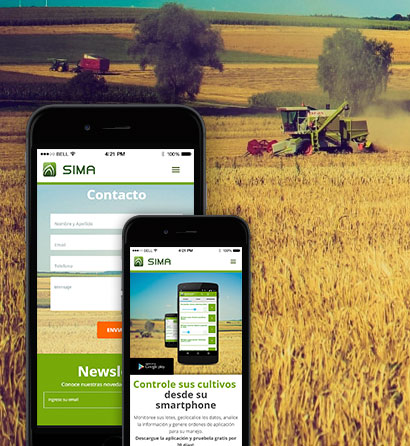 BELL 4:21 PM 100%
SIMA
Contacto
Nombre y Apellido
Email
Teléfono
Mensaje
ENVI
Newsle
Conoce nuestras noveda
Ingrese su email
BELL 4:21 PM 100%
SIMA
Google play
Controle sus cultivos
desde su
smartphone
Monitoree sus lotes, geolocalice los datos, analice
la información y genere órdenes de aplicación
para su manejo.
Descargue la aplicación y pruébela gratis por